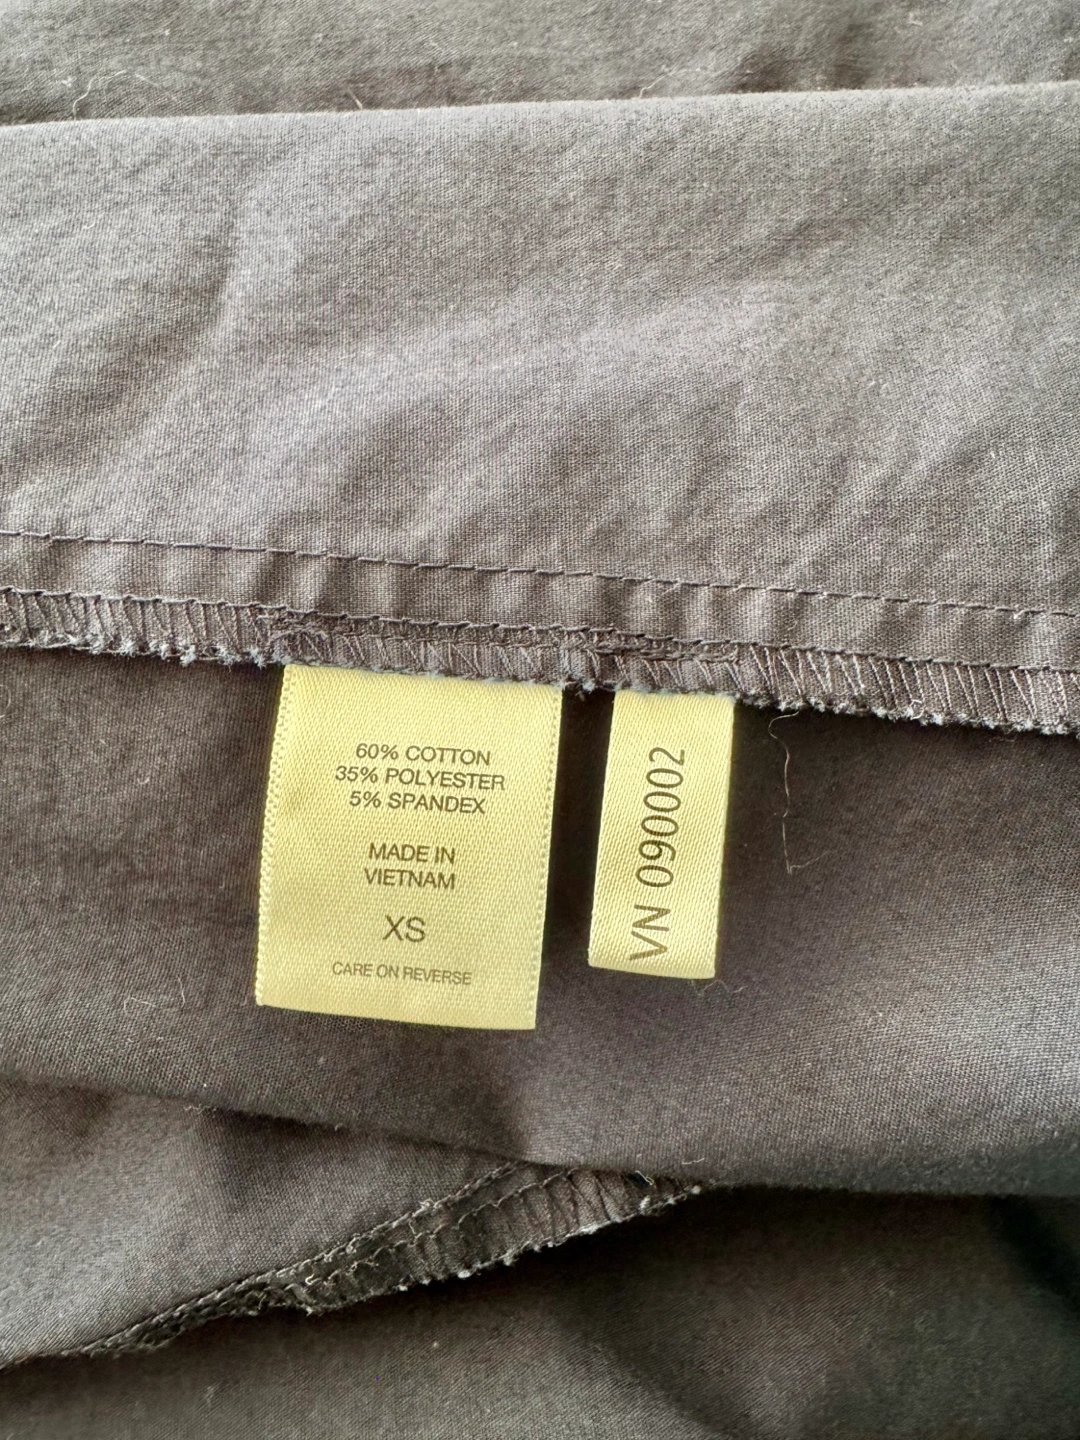 60% COTTON
35% POLYESTER
5% SPANDEX
MADE IN
VIETNAM
XS
CARE ON REVERSE
VN 090002